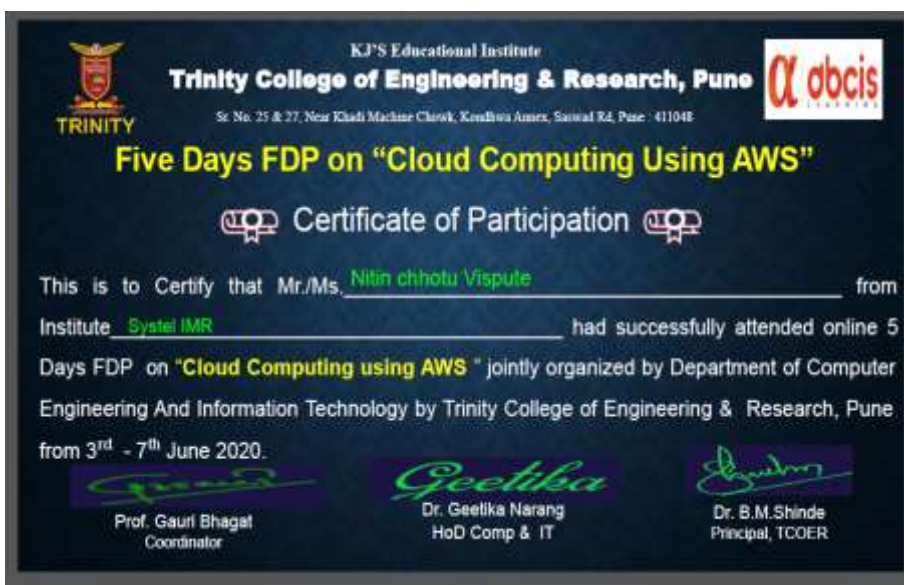 KJ'S Educational Institute
Trinity College of Engineering & Research, Pune
Sr. No. 25 & 27, Near Khadi Machine Chowk, Kondhwa Annex, Saswad Rd, Pune : 411048
TRINITY
α abcis
LEARNING
Five Days FDP on “Cloud Computing Using AWS”
Certificate of Participation
This is to Certify that Mr./Ms. Nitin chhotu Vispute from
Institute Systel IMR had successfully attended online 5
Days FDP on "Cloud Computing using AWS " jointly organized by Department of Computer
Engineering And Information Technology by Trinity College of Engineering & Research, Pune
from 3rd - 7th June 2020.
Geetika
Prof. Gauri Bhagat
Coordinator
Dr. Geetika Narang
HoD Comp & IT
Dr. B.M.Shinde
Principal, TCOER